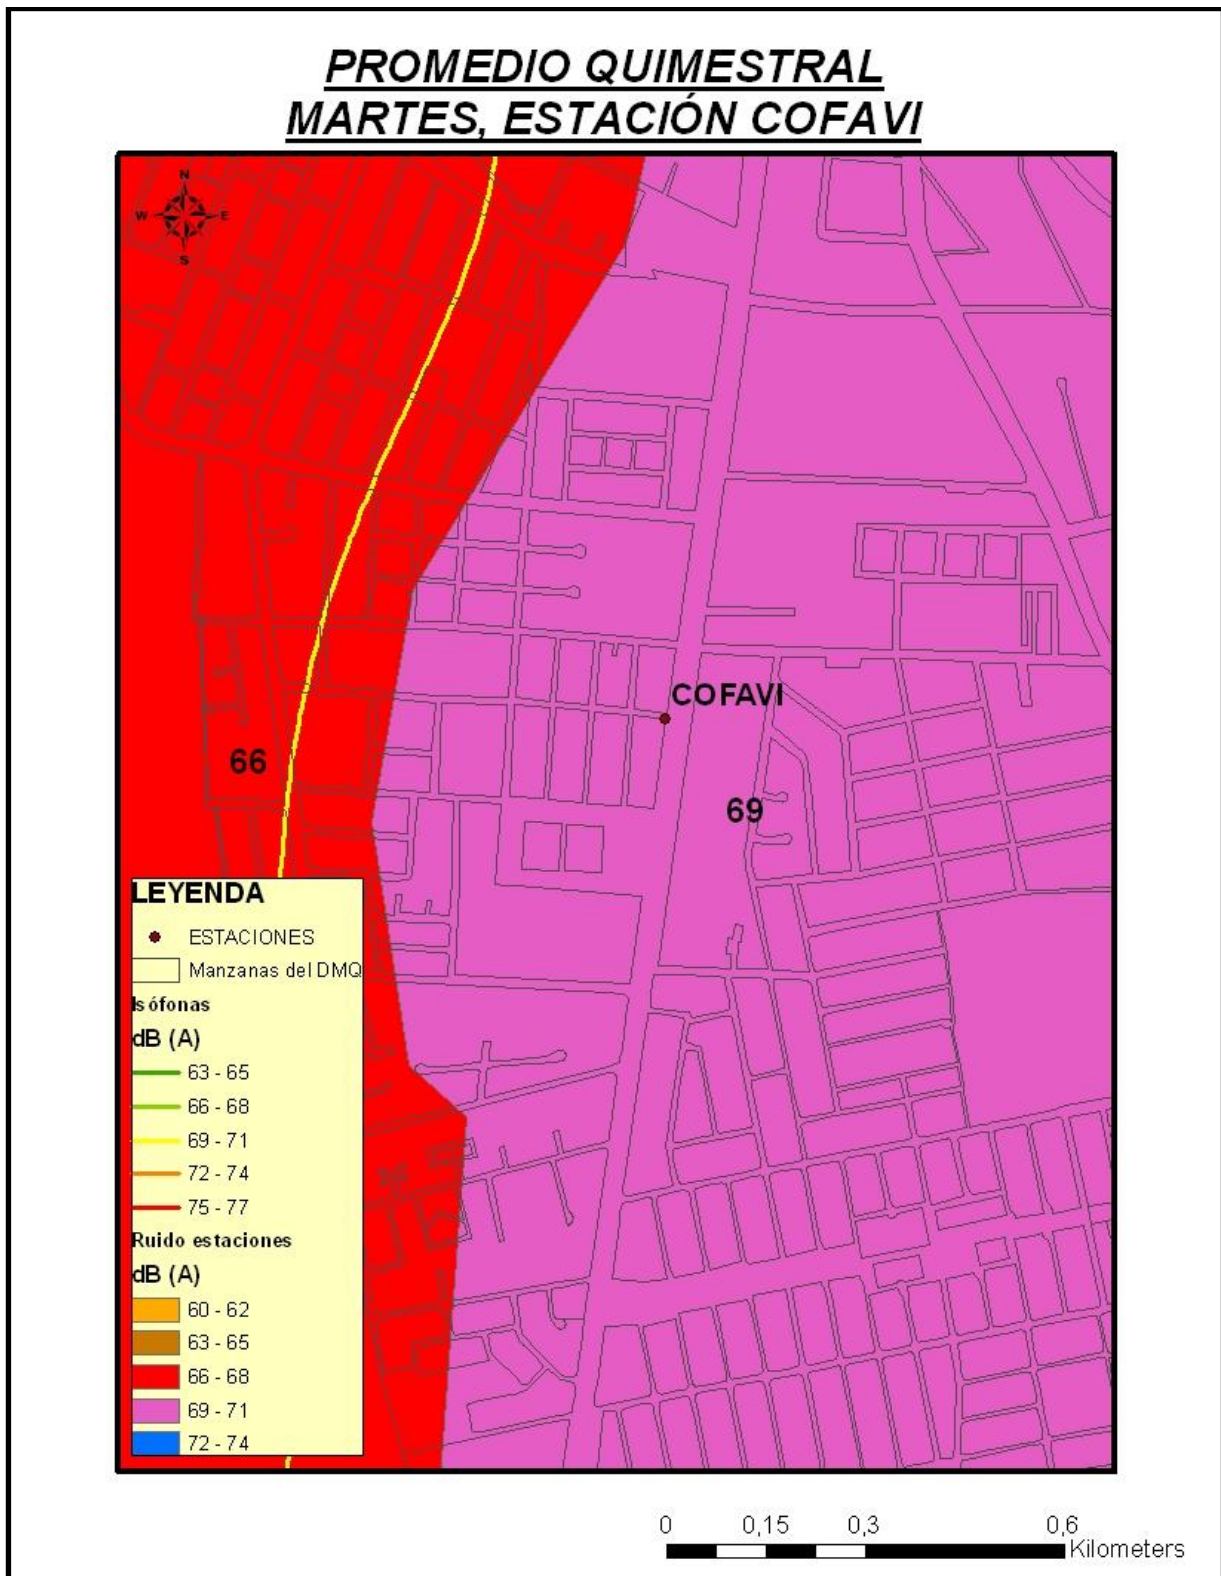 PROMEDIO QUIMESTRAL
MARTES, ESTACIÓN COFAVI
N
W E
S
COFAVI
66
69
LEYENDA
ESTACIONES
Manzanas del DMQ
Isófonas
dB (A)
63 - 65
66 - 68
69 - 71
72 - 74
75 - 77
Ruido estaciones
dB (A)
60 - 62
63 - 65
66 - 68
69 - 71
72 - 74
0 0,15 0,3 0,6
Kilometers